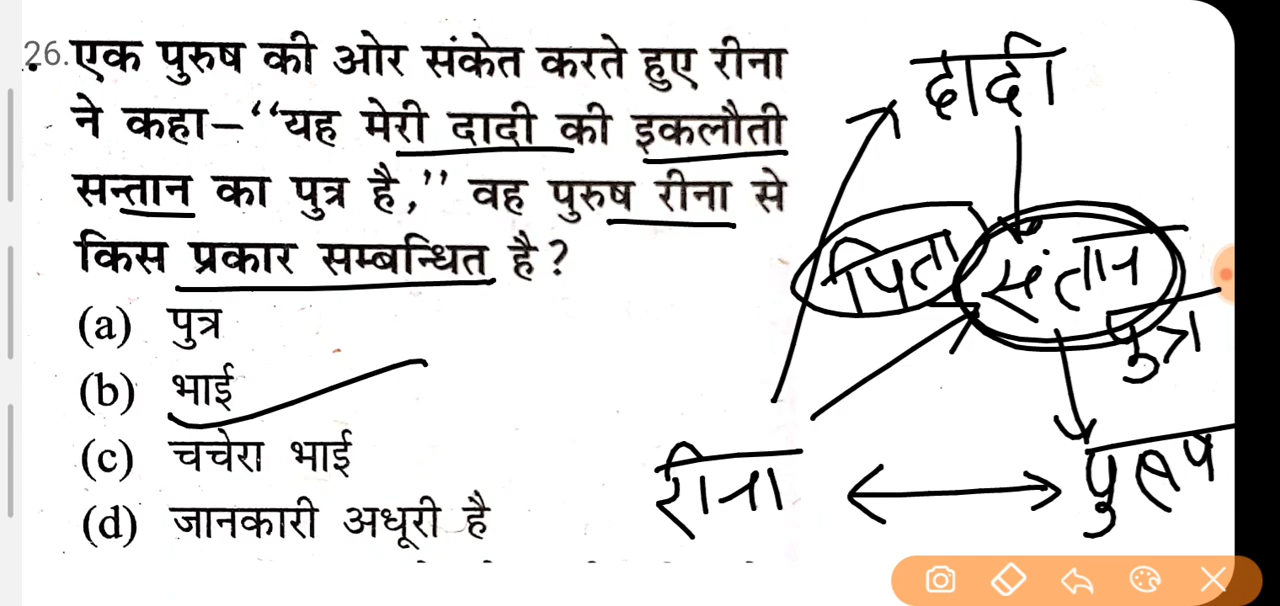 26. एक पुरुष की ओर संकेत करते हुए रीना
ने कहा–‘‘यह मेरी दादी की इकलौती
सन्तान का पुत्र है,’’ वह पुरुष रीना से
किस प्रकार सम्बन्धित है?
(a) पुत्र
(b) भाई
(c) चचेरा भाई
(d) जानकारी अधूरी है
दादी
पिता संतान
पुत्र
रीना पुरुष